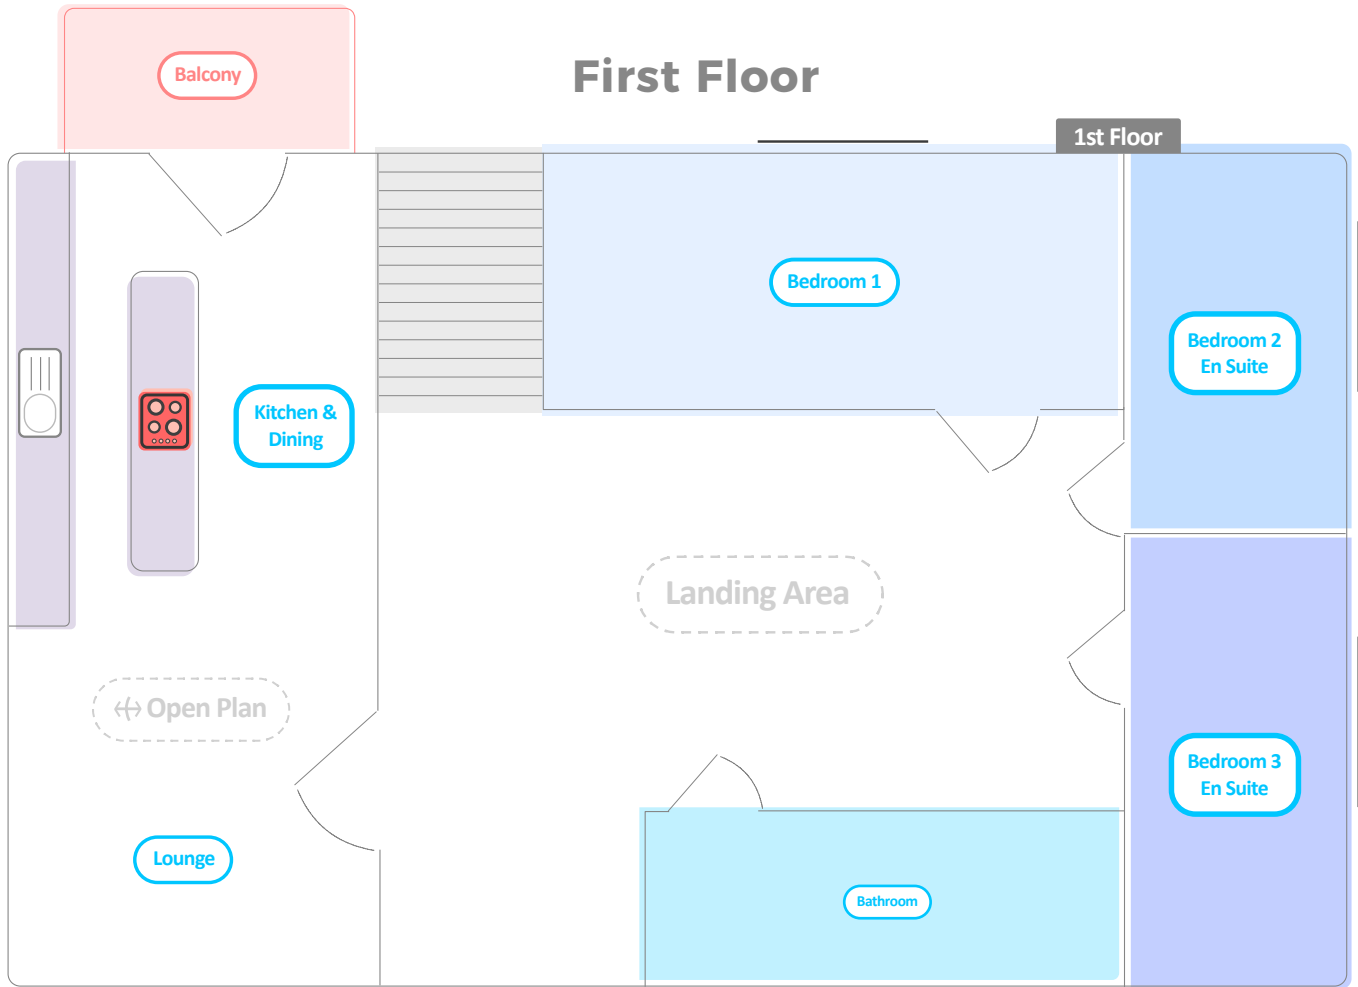 Balcony
First Floor
1st Floor
Bedroom 1
Bedroom 2
En Suite
Kitchen &
Dining
Landing Area
Open Plan
Bedroom 3
En Suite
Lounge
Bathroom